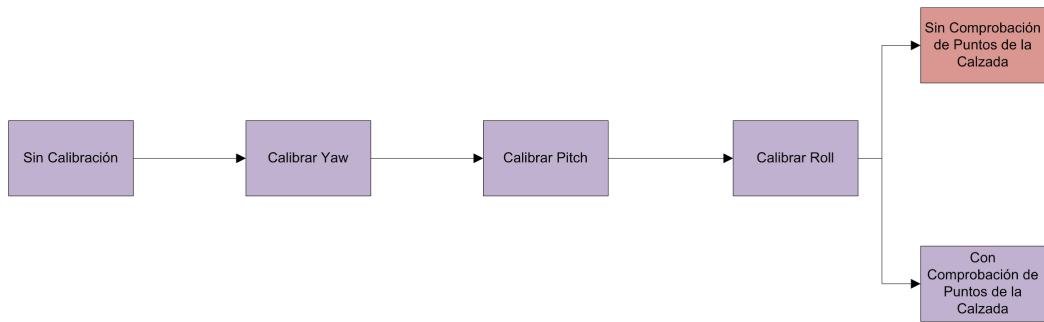 Sin Comprobación
de Puntos de la
Calzada
Sin Calibración
Calibrar Yaw
Calibrar Pitch
Calibrar Roll
Con
Comprobación de
Puntos de la
Calzada